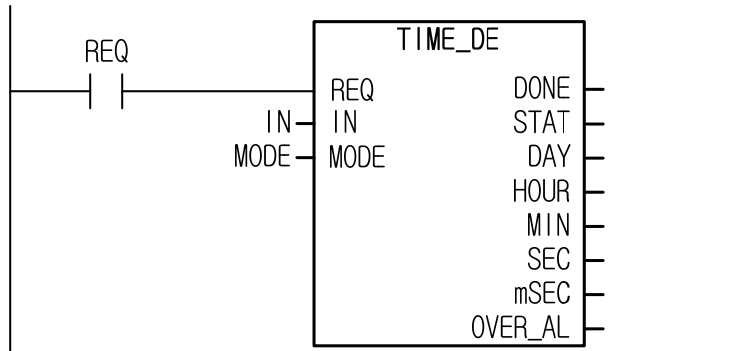 TIME_DE
REQ
REQ DONE
IN IN STAT
MODE MODE DAY
HOUR
MIN
SEC
mSEC
OVER_AL